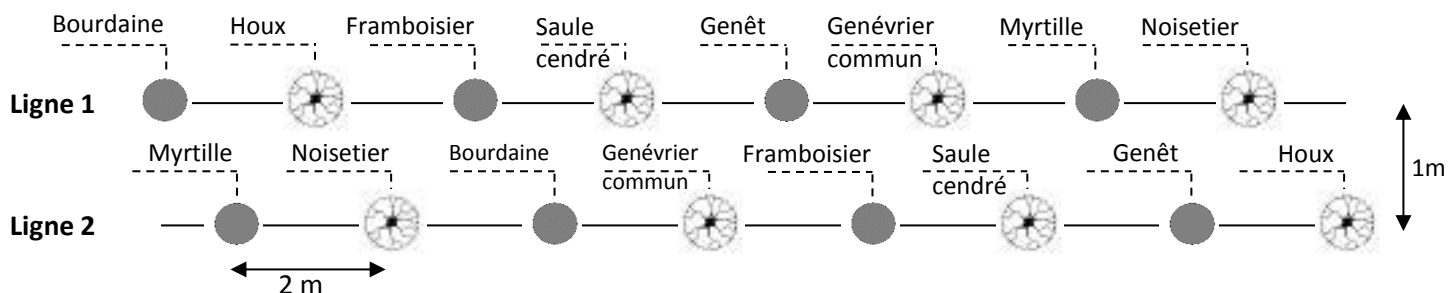 Bourdaine Houx Framboisier Saule cendré Genêt Genévrier commun Myrtille Noisetier
Ligne 1
Myrtille Noisetier Bourdaine Genévrier commun Framboisier Saule cendré Genêt Houx
1m
Ligne 2
2 m